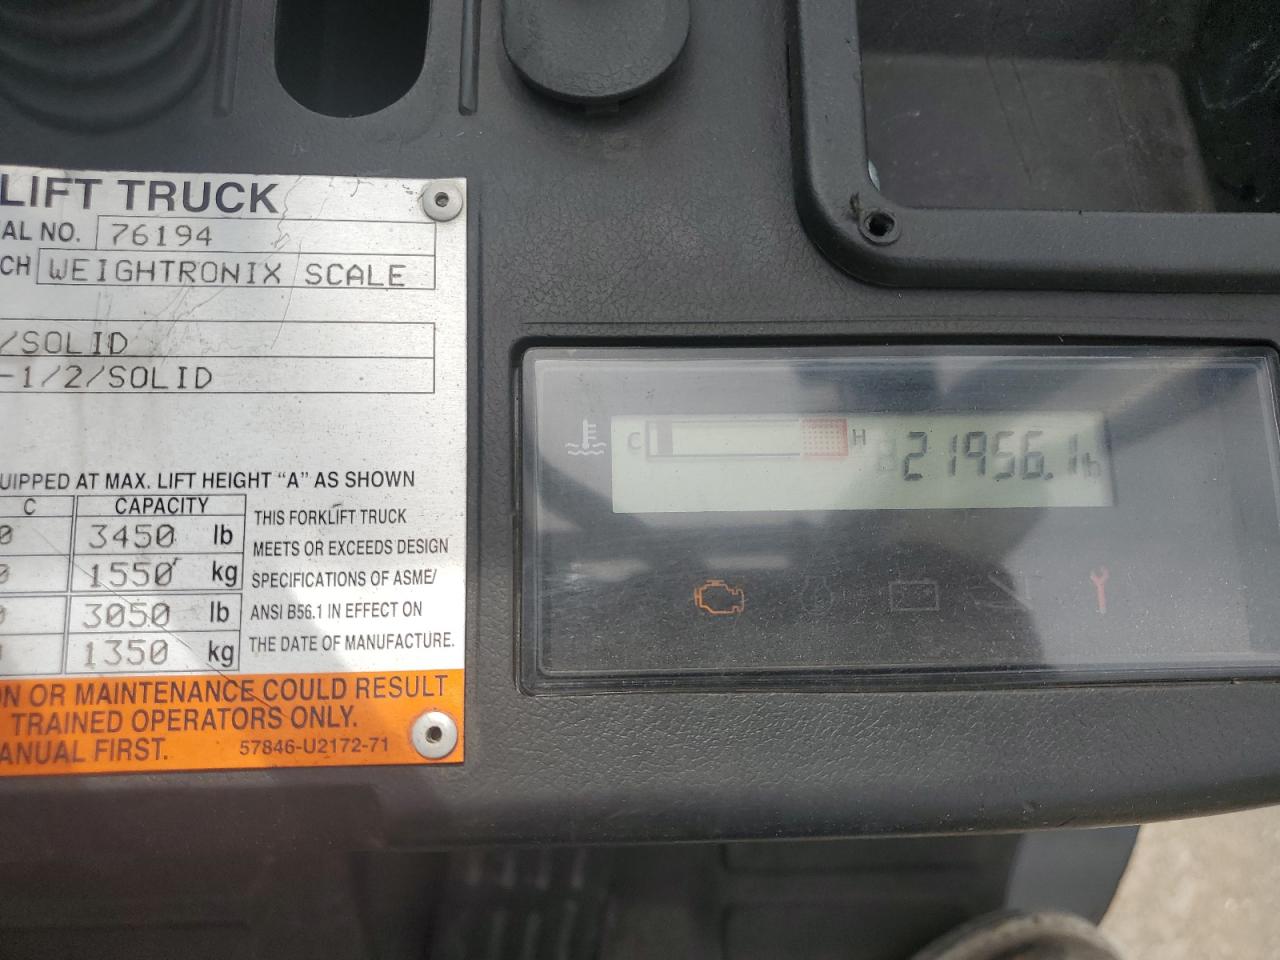 LIFT TRUCK
AL NO. 76194
CH WEIGHTRONIX SCALE
/SOLID
-1/2/SOLID
UIPPED AT MAX. LIFT HEIGHT "A" AS SHOWN
C CAPACITY
0 3450 lb
1550 kg
0 3050 lb
1350 kg
THIS FORKLIFT TRUCK
MEETS OR EXCEEDS DESIGN
SPECIFICATIONS OF ASME/
ANSI B56.1 IN EFFECT ON
THE DATE OF MANUFACTURE.
ON OR MAINTENANCE COULD RESULT
TRAINED OPERATORS ONLY.
ANUAL FIRST. 57846-U2172-71
C H 21956.1h